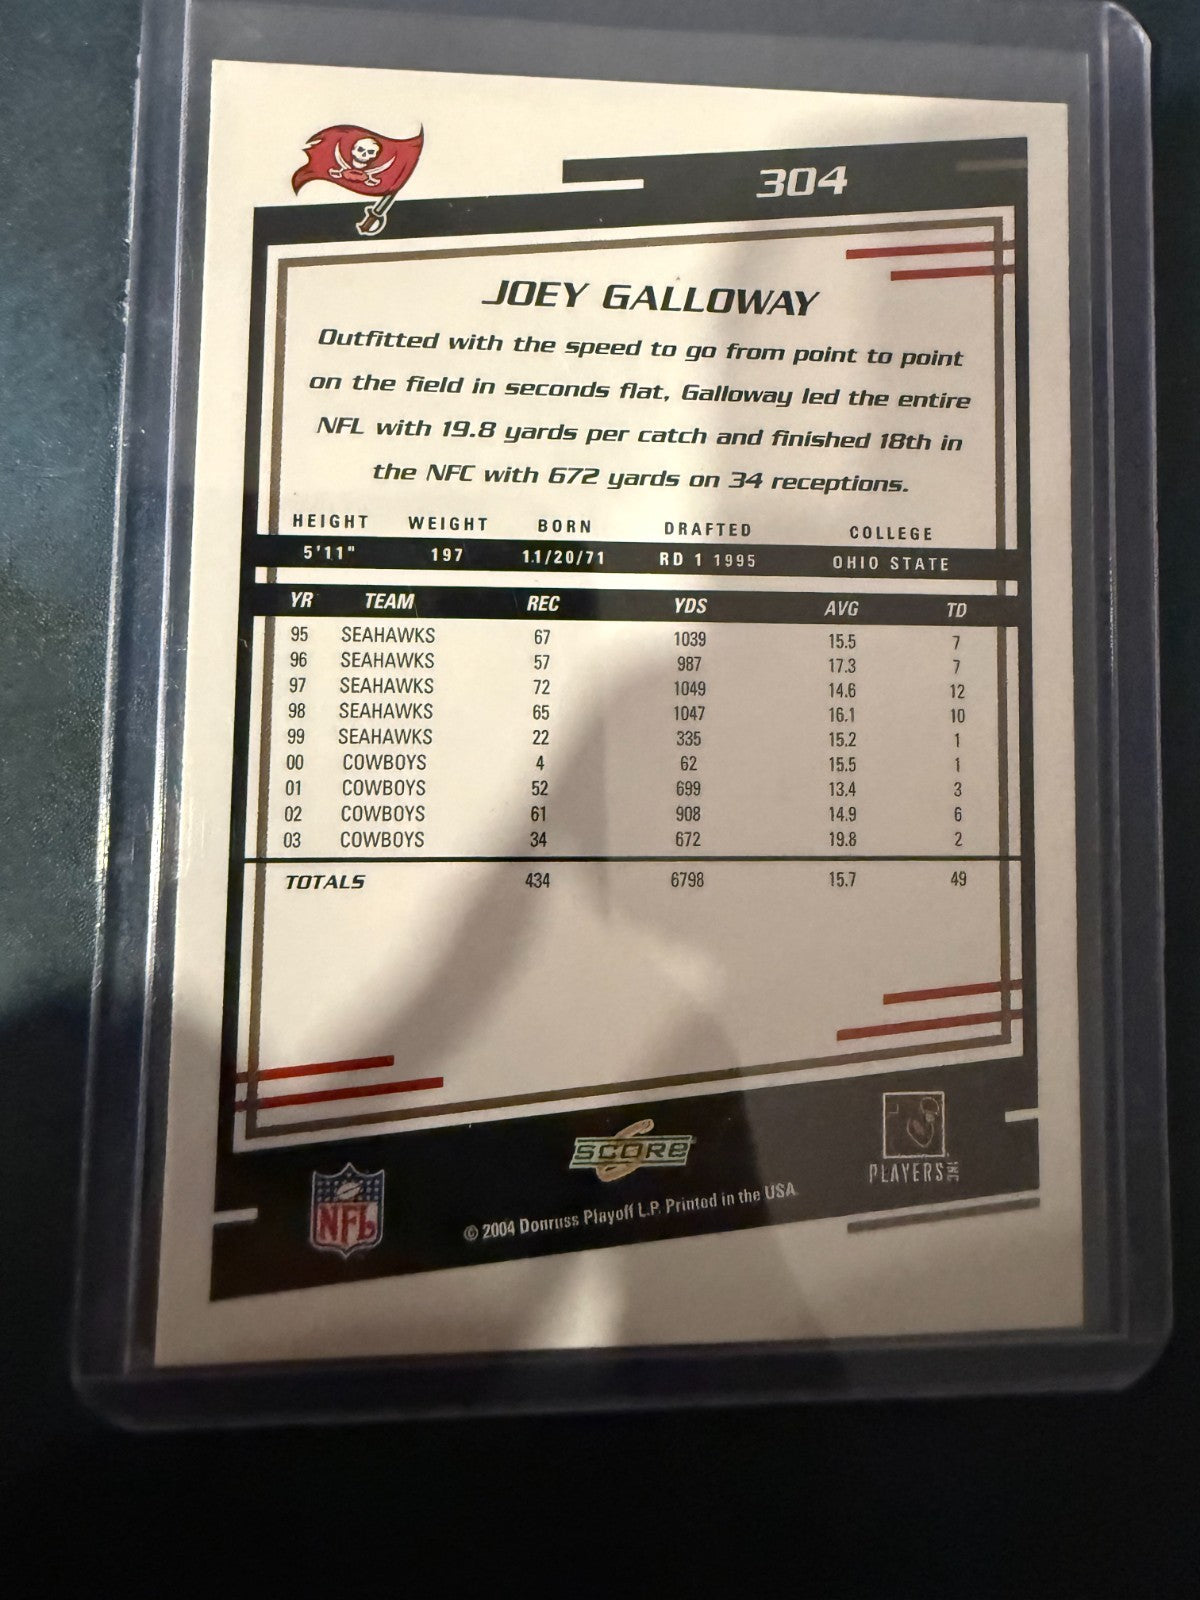 304
JOEY GALLOWAY
Outfitted with the speed to go from point to point
on the field in seconds flat, Galloway led the entire
NFL with 19.8 yards per catch and finished 18th in
the NFC with 672 yards on 34 receptions.
HEIGHT WEIGHT BORN DRAFTED COLLEGE
5'11" 197 11/20/71 RD 1 1995 OHIO STATE
YR TEAM REC YDS AVG TD
95 SEAHAWKS 67 1039 15.5 7
96 SEAHAWKS 57 987 17.3 7
97 SEAHAWKS 72 1049 14.6 12
98 SEAHAWKS 65 1047 16.1 10
99 SEAHAWKS 22 335 15.2 1
00 COWBOYS 4 62 15.5 1
01 COWBOYS 52 699 13.4 3
02 COWBOYS 61 908 14.9 6
03 COWBOYS 34 672 19.8 2
TOTALS 434 6798 15.7 49
SCORE
PLAYERS INC
NFL
© 2004 Donruss Playoff L.P. Printed in the USA